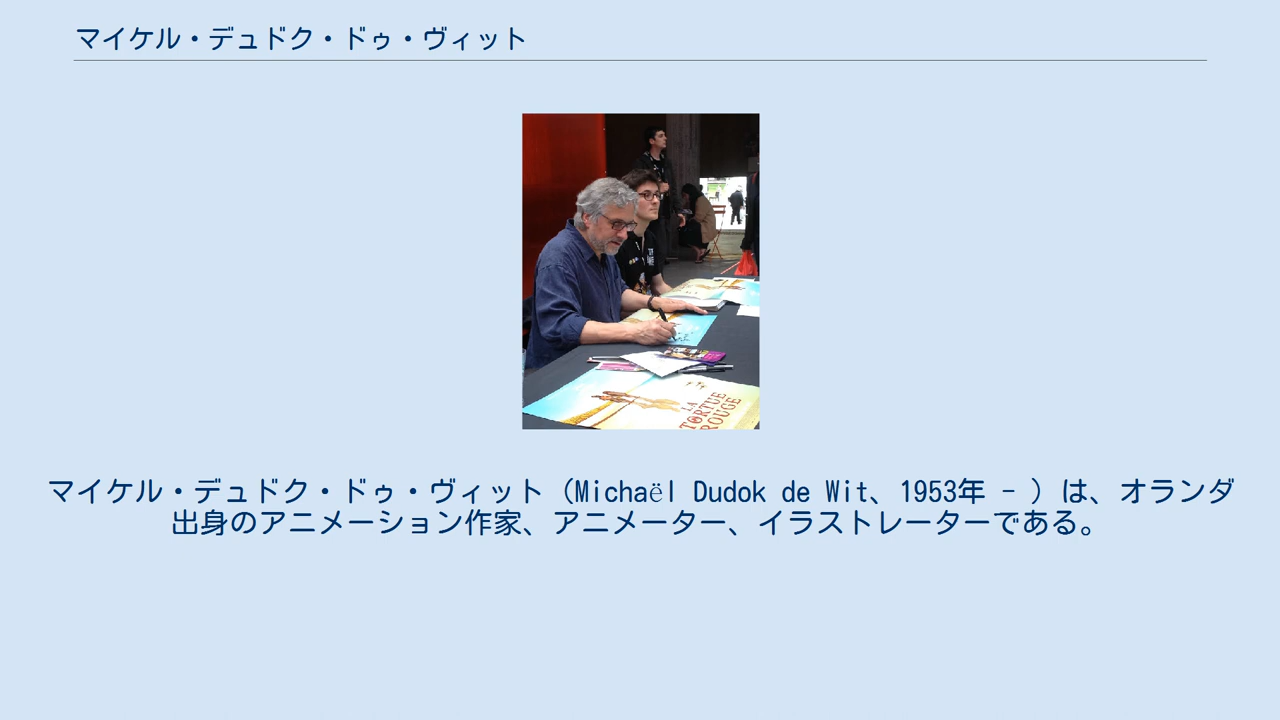 マイケル・デュドク・ドゥ・ヴィット
LA
TORTUE
ROUGE
マイケル・デュドク・ドゥ・ヴィット（Michaël Dudok de Wit、1953年 - ）は、オランダ
出身のアニメーション作家、アニメーター、イラストレーターである。